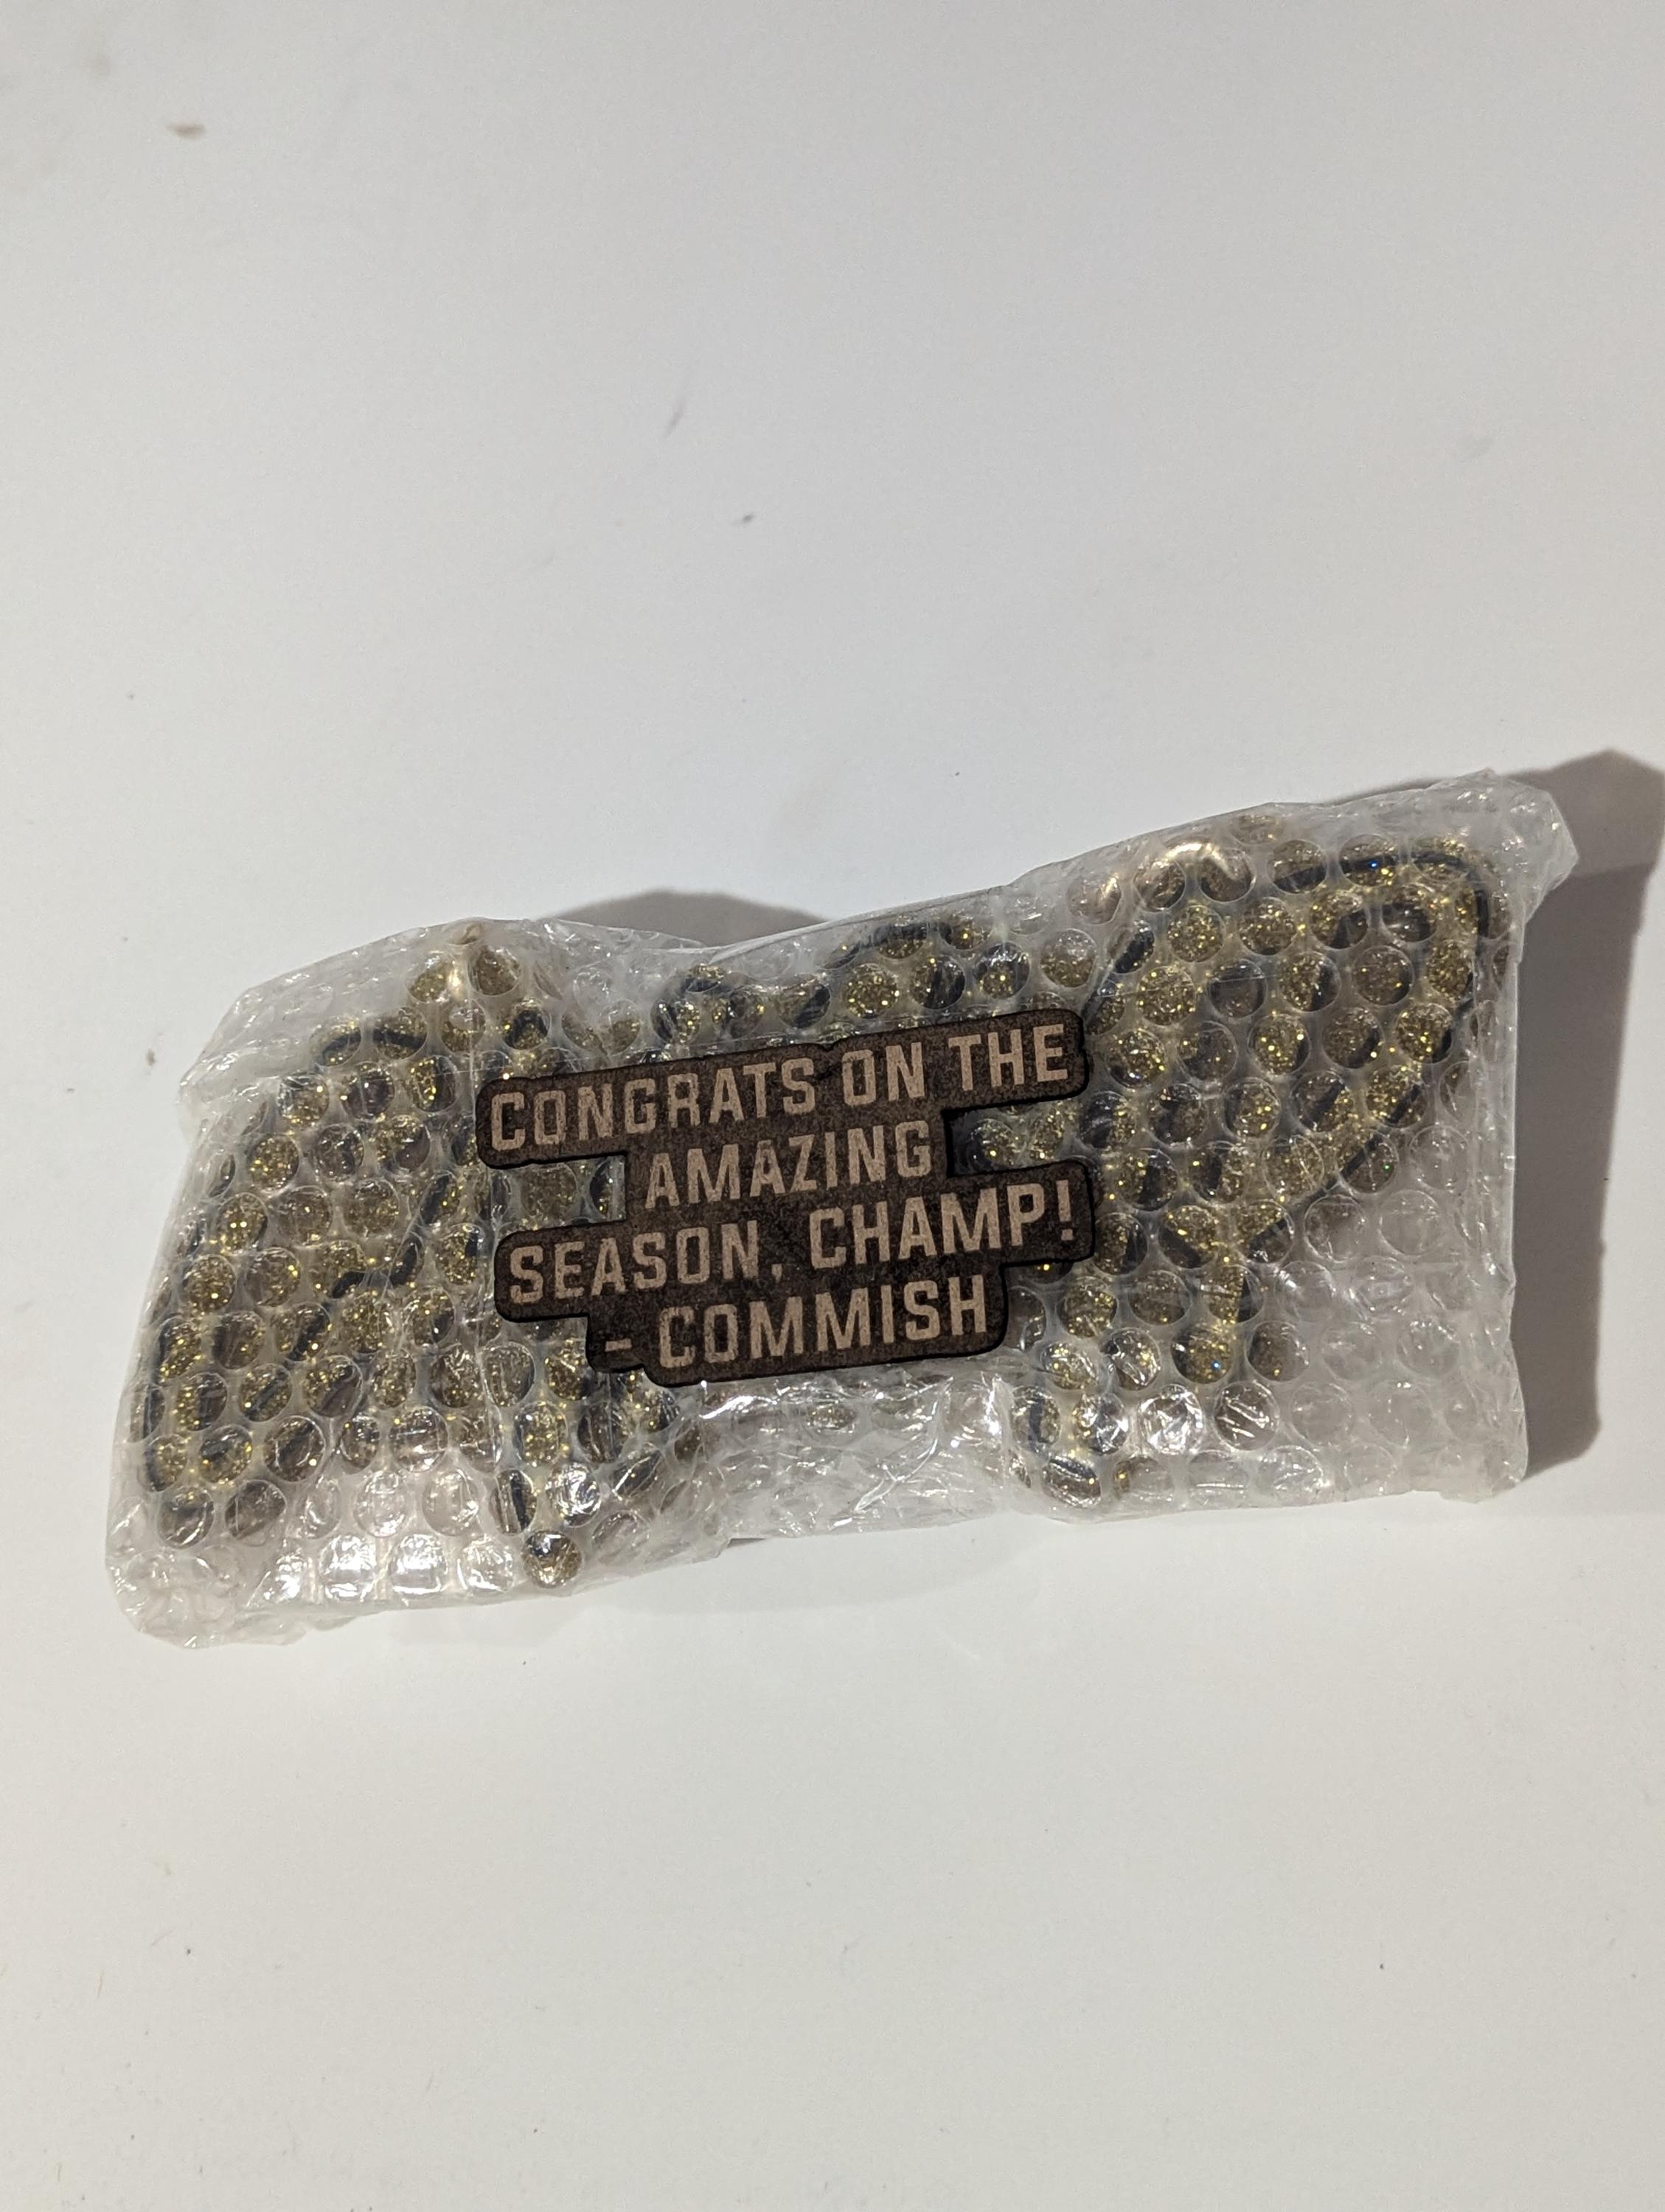 CONGRATS ON THE
AMAZING
SEASON, CHAMP!
- COMMISH